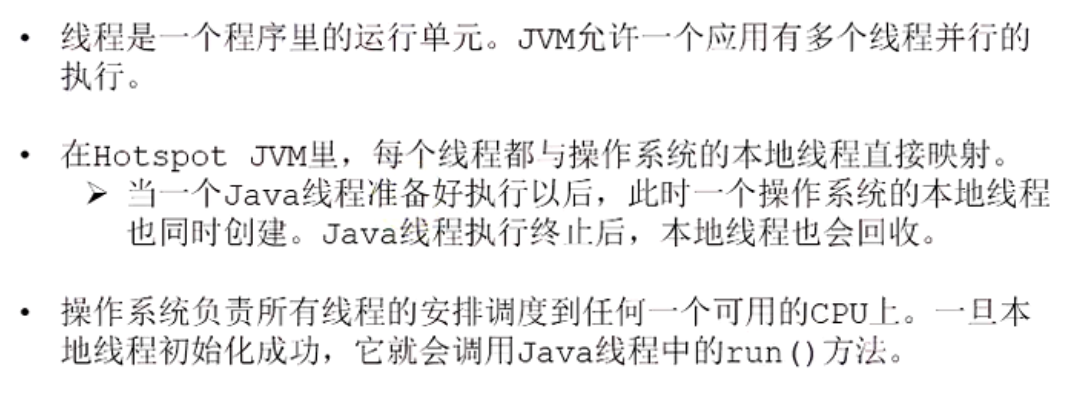 • 线程是一个程序里的运行单元。JVM允许一个应用有多个线程并行的
执行。
• 在Hotspot JVM里，每个线程都与操作系统的本地线程直接映射。
➢ 当一个Java线程准备好执行以后，此时一个操作系统的本地线程
也同时创建。Java线程执行终止后，本地线程也会回收。
• 操作系统负责所有线程的安排调度到任何一个可用的CPU上。一旦本
地线程初始化成功，它就会调用Java线程中的run()方法。